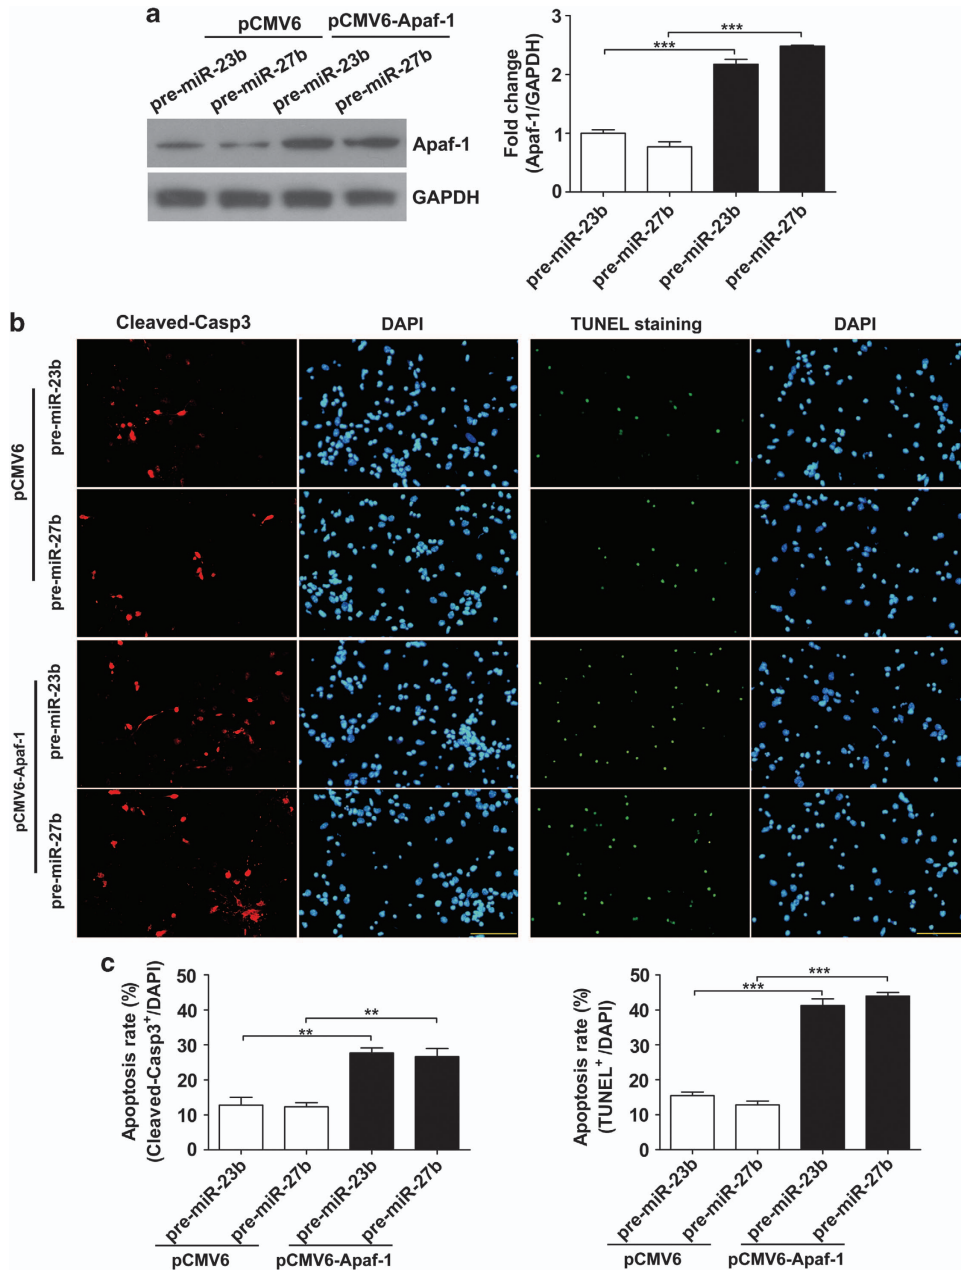 a
pCMV6 pCMV6-Apaf-1
pre-miR-23b
pre-miR-27b
pre-miR-23b
pre-miR-27b
Apaf-1
GAPDH
Fold change
(Apaf-1/GAPDH)
3
2
1
0
***
***
pre-miR-23b
pre-miR-27b
pre-miR-23b
pre-miR-27b
b
Cleaved-Casp3 DAPI TUNEL staining DAPI
pCMV6
pre-miR-23b
pre-miR-27b
pCMV6-Apaf-1
pre-miR-23b
pre-miR-27b
c
Apoptosis rate (%)
(Cleaved-Casp3+/DAPI)
50
40
30
20
10
0
**
**
pre-miR-23b
pre-miR-27b
pre-miR-23b
pre-miR-27b
pCMV6 pCMV6-Apaf-1
Apoptosis rate (%)
(TUNEL+/DAPI)
50
40
30
20
10
0
***
***
pre-miR-23b
pre-miR-27b
pre-miR-23b
pre-miR-27b
pCMV6 pCMV6-Apaf-1